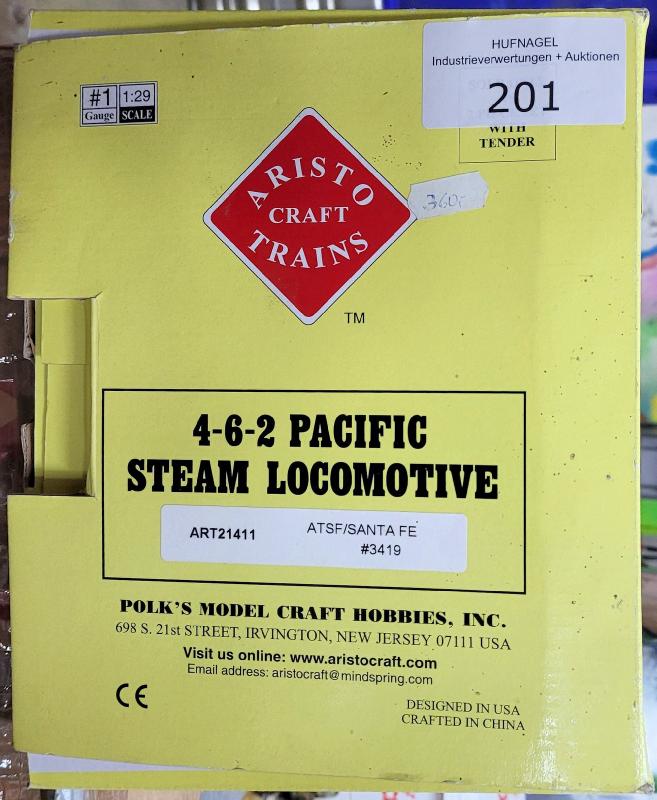 HUFNAGEL
Industrieverwertungen + Auktionen
201
#1 1:29
Gauge SCALE
WITH
TENDER
ARISTO
CRAFT
TRAINS
TM
360,-
4-6-2 PACIFIC
STEAM LOCOMOTIVE
ART21411 ATSF/SANTA FE
#3419
POLK'S MODEL CRAFT HOBBIES, INC.
698 S. 21st STREET, IRVINGTON, NEW JERSEY 07111 USA
Visit us online: www.aristocraft.com
Email address: aristocraft@mindspring.com
CE
DESIGNED IN USA
CRAFTED IN CHINA